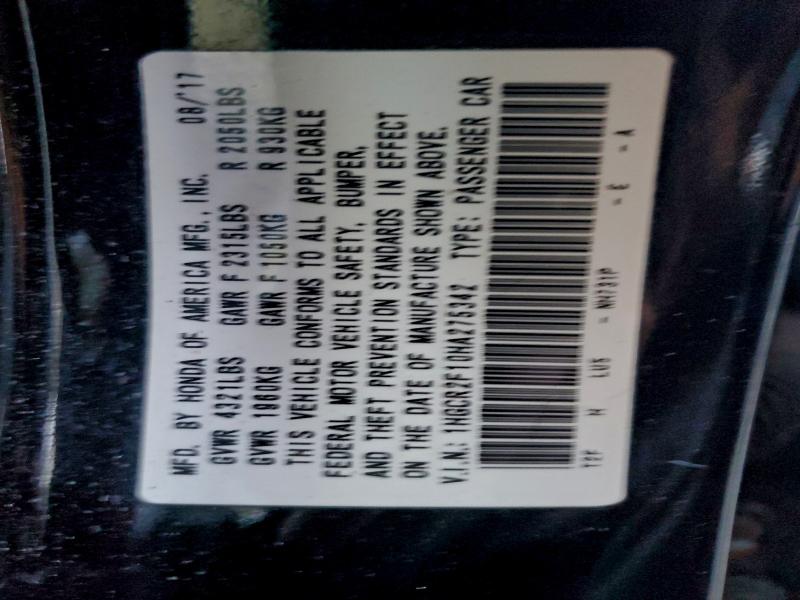 MFD. BY HONDA OF AMERICA MFG., INC. 08/'17
GVWR 4321LBS GAWR F 2315LBS R 2050LBS
GVWR 1960KG GAWR F 1050KG R 930KG
THIS VEHICLE CONFORMS TO ALL APPLICABLE
FEDERAL MOTOR VEHICLE SAFETY, BUMPER,
AND THEFT PREVENTION STANDARDS IN EFFECT
ON THE DATE OF MANUFACTURE SHOWN ABOVE.
V.I.N.: 1HGCR2F10HA275342 TYPE: PASSENGER CAR
H LUS - NH731P - E - A